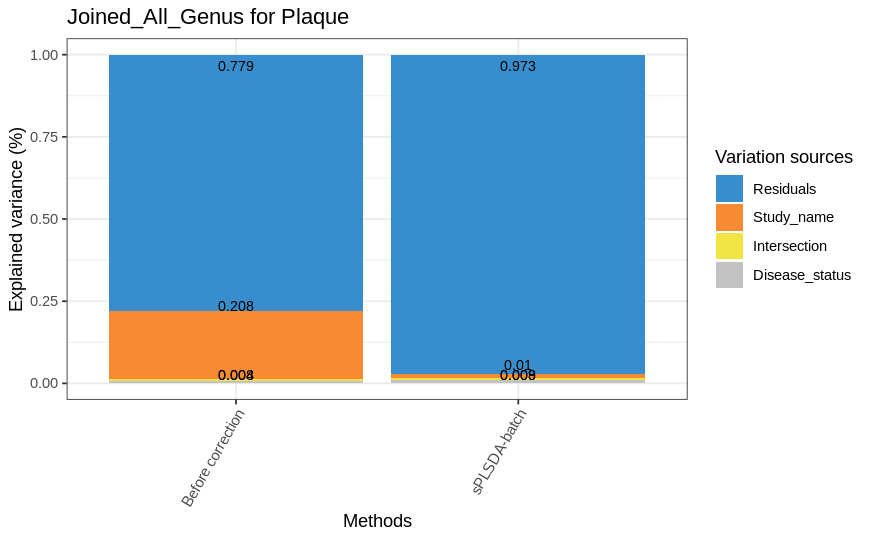 Joined_All_Genus for Plaque
Explained variance (%)
1.00
0.75
0.50
0.25
0.00
0.779
0.208
0.973
0.01
Before correction
sPLSDA-batch
Methods
Variation sources
Residuals
Study_name
Intersection
Disease_status